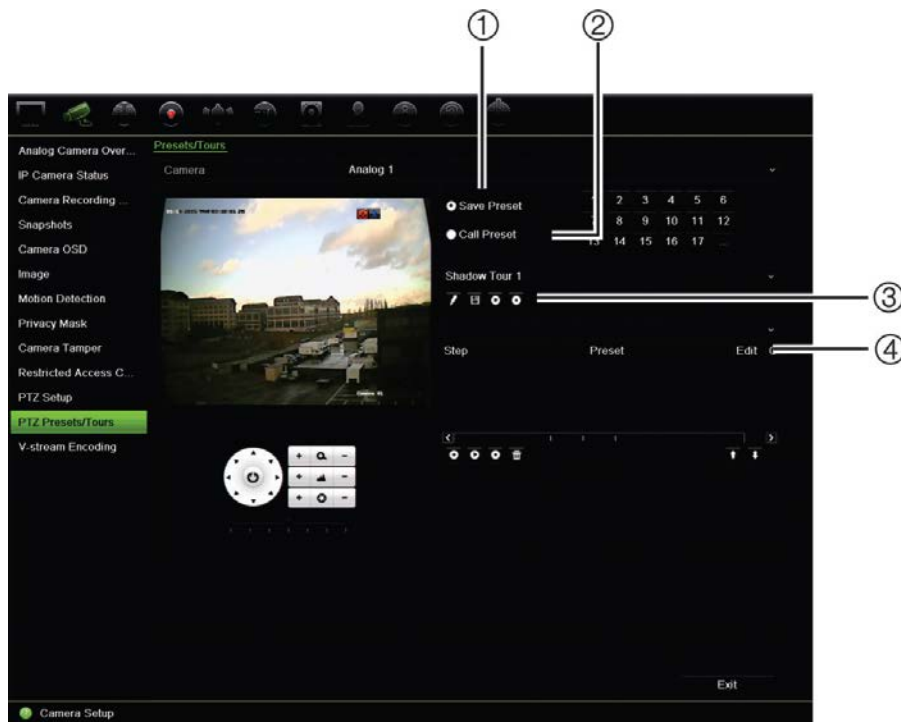 ① ②
Analog Camera Over...
Presets/Tours
IP Camera Status
Camera
Analog 1
Camera Recording ...
Save Preset
1 2 3 4 5 6
Snapshots
8 9 10 11 12
Call Preset
Camera OSD
13 14 15 16 17 ...
Image
Shadow Tour 1
Motion Detection
③
Privacy Mask
Camera Tamper
Step Preset Edit
④
Restricted Access C...
PTZ Setup
PTZ Presets/Tours
V-stream Encoding
+ -
+ -
+ -
Camera 01
Exit
Camera Setup